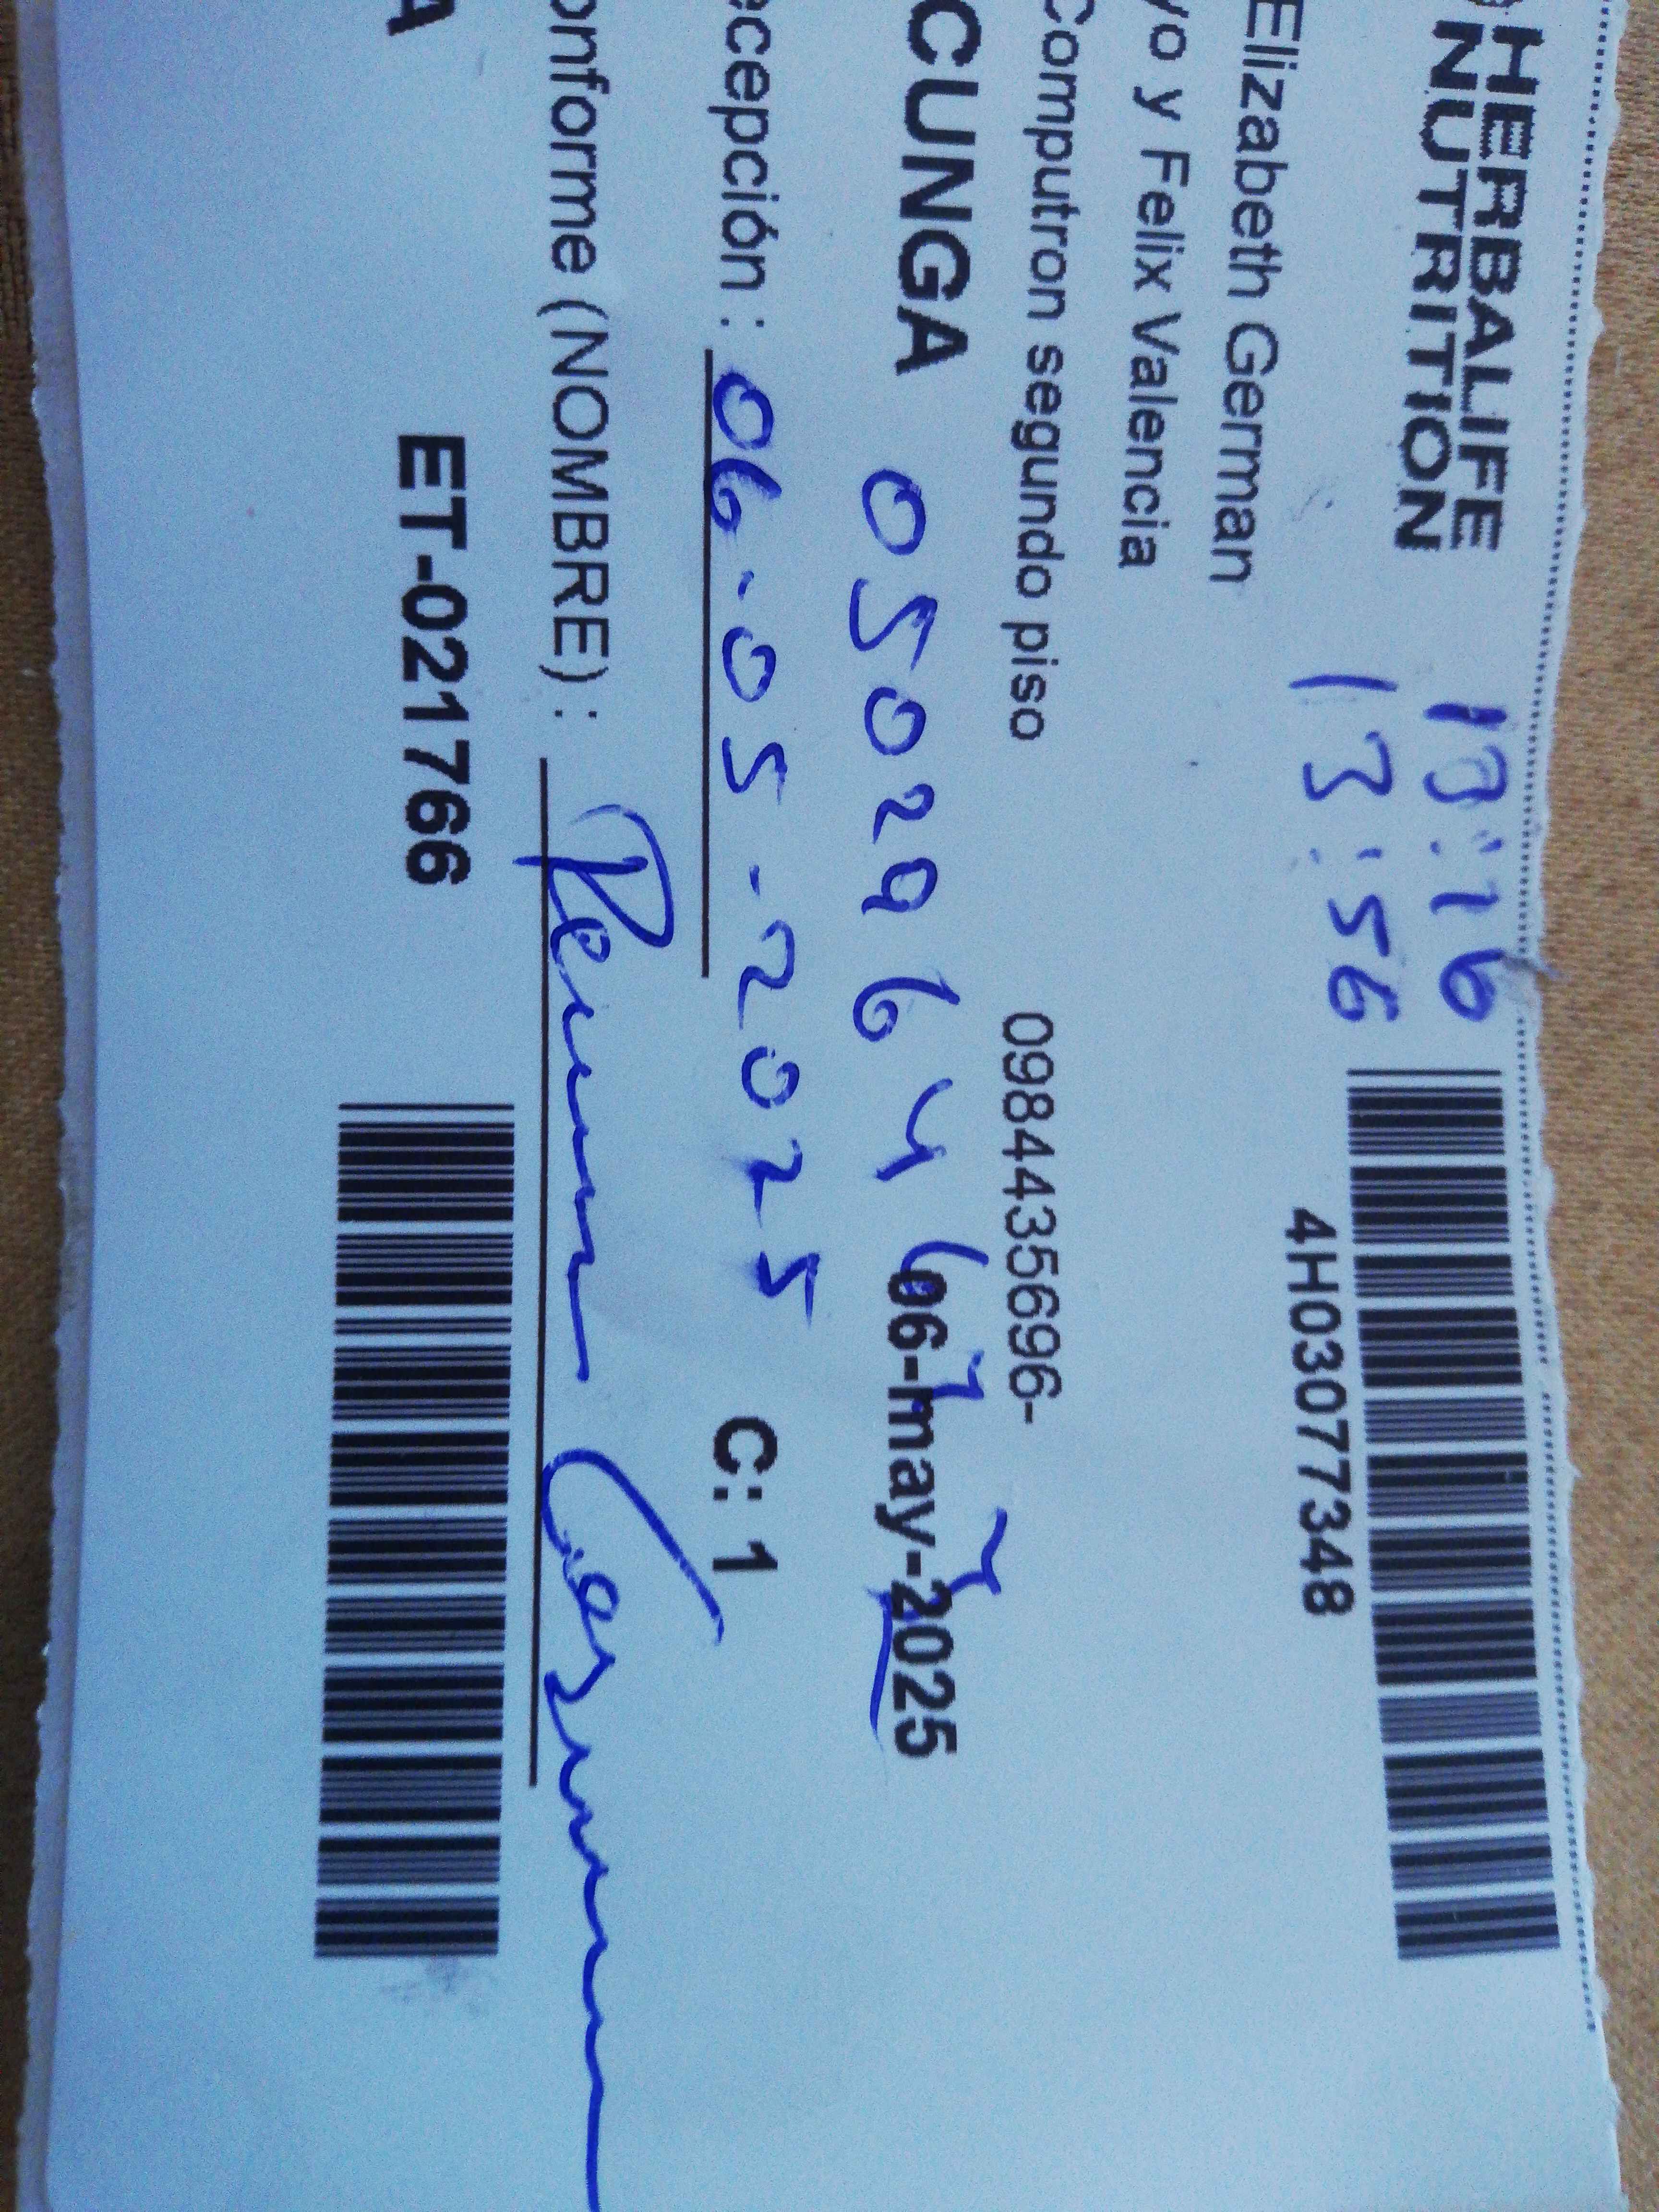 HERBALIFE
NUTRITION
13:16
13:56
4H03077348
Elizabeth German
yo y Felix Valencia
Computron segundo piso
0984435696-
CUNGA
06-may-2025
ecepción : 06-05-2025
C: 1
onforme (NOMBRE) :
A
ET-021766